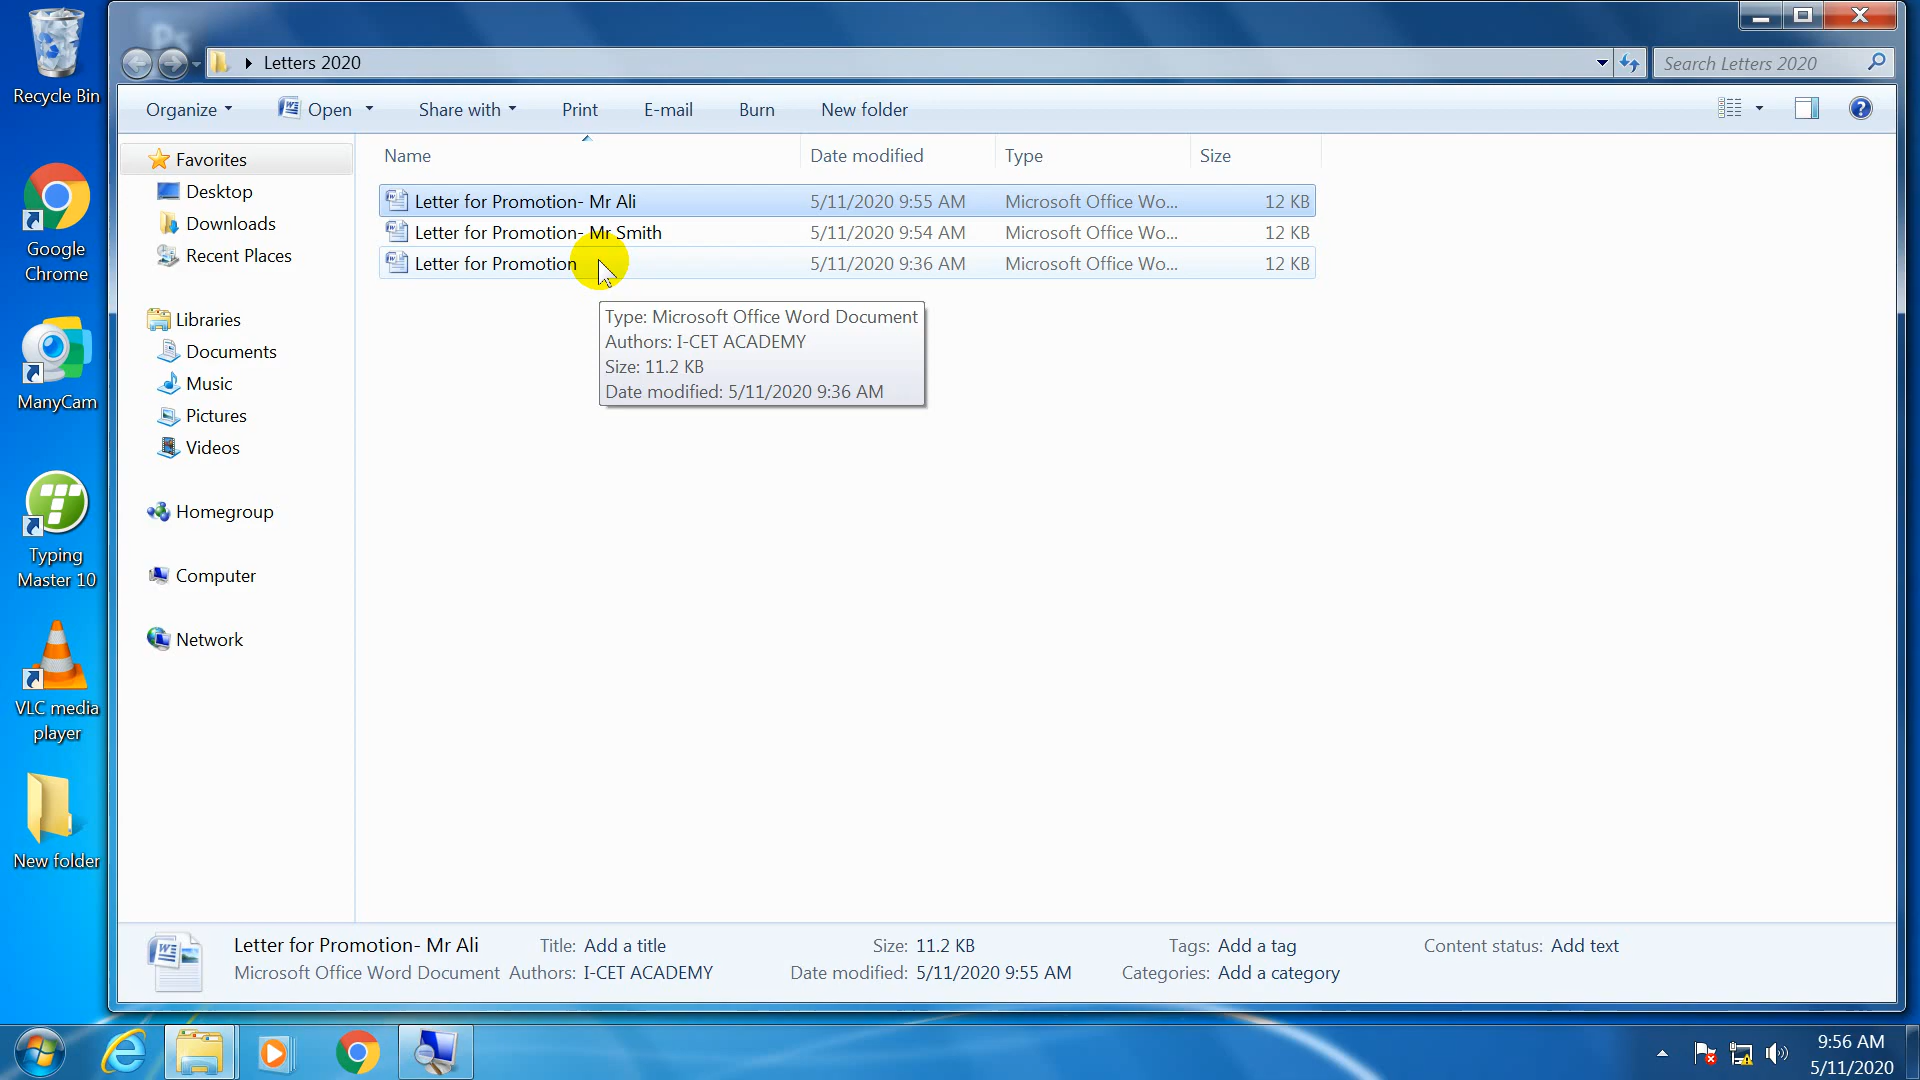 Letters 2020
Search Letters 2020
Organize
Open
Share with
Print
E-mail
Burn
New folder
Name
Date modified
Type
Size
Letter for Promotion- Mr Ali 5/11/2020 9:55 AM Microsoft Office Wo... 12 KB
Letter for Promotion- Mr Smith 5/11/2020 9:54 AM Microsoft Office Wo... 12 KB
Letter for Promotion 5/11/2020 9:36 AM Microsoft Office Wo... 12 KB
Type: Microsoft Office Word Document
Authors: I-CET ACADEMY
Size: 11.2 KB
Date modified: 5/11/2020 9:36 AM
Favorites
Desktop
Downloads
Recent Places
Libraries
Documents
Music
Pictures
Videos
Homegroup
Computer
Network
Recycle Bin
Google
Chrome
ManyCam
Typing
Master 10
VLC media
player
New folder
Letter for Promotion- Mr Ali Title: Add a title Size: 11.2 KB Tags: Add a tag Content status: Add text
Microsoft Office Word Document Authors: I-CET ACADEMY Date modified: 5/11/2020 9:55 AM Categories: Add a category
9:56 AM
5/11/2020